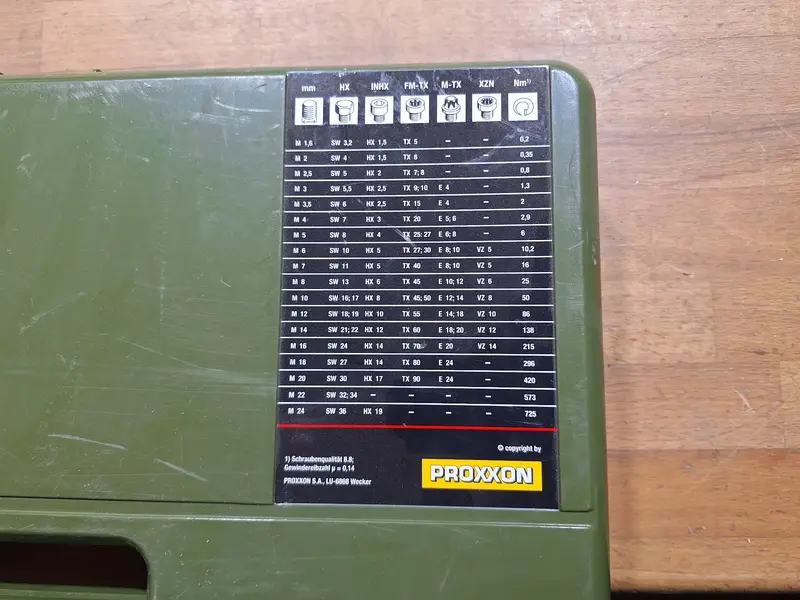 mm HX INHX FM-TX M-TX XZN Nm¹⁾
M 1,6 SW 3,2 HX 1,5 TX 5 – – 0,2
M 2 SW 4 HX 1,5 TX 6 – – 0,35
M 2,5 SW 5 HX 2 TX 7; 8 – – 0,8
M 3 SW 5,5 HX 2,5 TX 9; 10 E 4 – 1,3
M 3,5 SW 6 HX 2,5 TX 15 E 4 – 2
M 4 SW 7 HX 3 TX 20 E 5; 6 – 2,9
M 5 SW 8 HX 4 TX 25; 27 E 6; 8 – 6
M 6 SW 10 HX 5 TX 27; 30 E 8; 10 VZ 5 10,2
M 7 SW 11 HX 5 TX 40 E 8; 10 VZ 5 16
M 8 SW 13 HX 6 TX 45 E 10; 12 VZ 6 25
M 10 SW 16; 17 HX 8 TX 45; 50 E 12; 14 VZ 8 50
M 12 SW 18; 19 HX 10 TX 55 E 14; 18 VZ 10 86
M 14 SW 21; 22 HX 12 TX 60 E 18; 20 VZ 12 138
M 16 SW 24 HX 14 TX 70 E 20 VZ 14 215
M 18 SW 27 HX 14 TX 80 E 24 – 296
M 20 SW 30 HX 17 TX 90 E 24 – 420
M 22 SW 32; 34 – – – – 573
M 24 SW 36 HX 19 – – – 725
© copyright by
1) Schraubenqualität 8.8;
Gewindereibzahl µ = 0,14
PROXXON S.A., LU-6868 Wecker
PROXXON